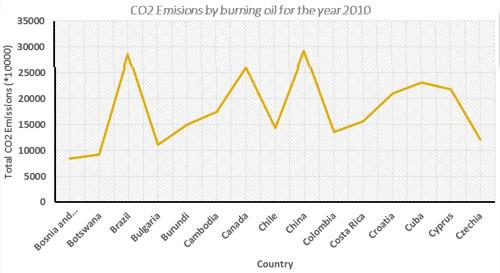 CO2 Emisions by burning oil for the year 2010
Total CO2 Emissions (*10000)
35000
30000
25000
20000
15000
10000
5000
0
Bosnia and...
Botswana
Brazil
Bulgaria
Burundi
Cambodia
Canada
Chile
China
Colombia
Costa Rica
Croatia
Cuba
Cyprus
Czechia
Country